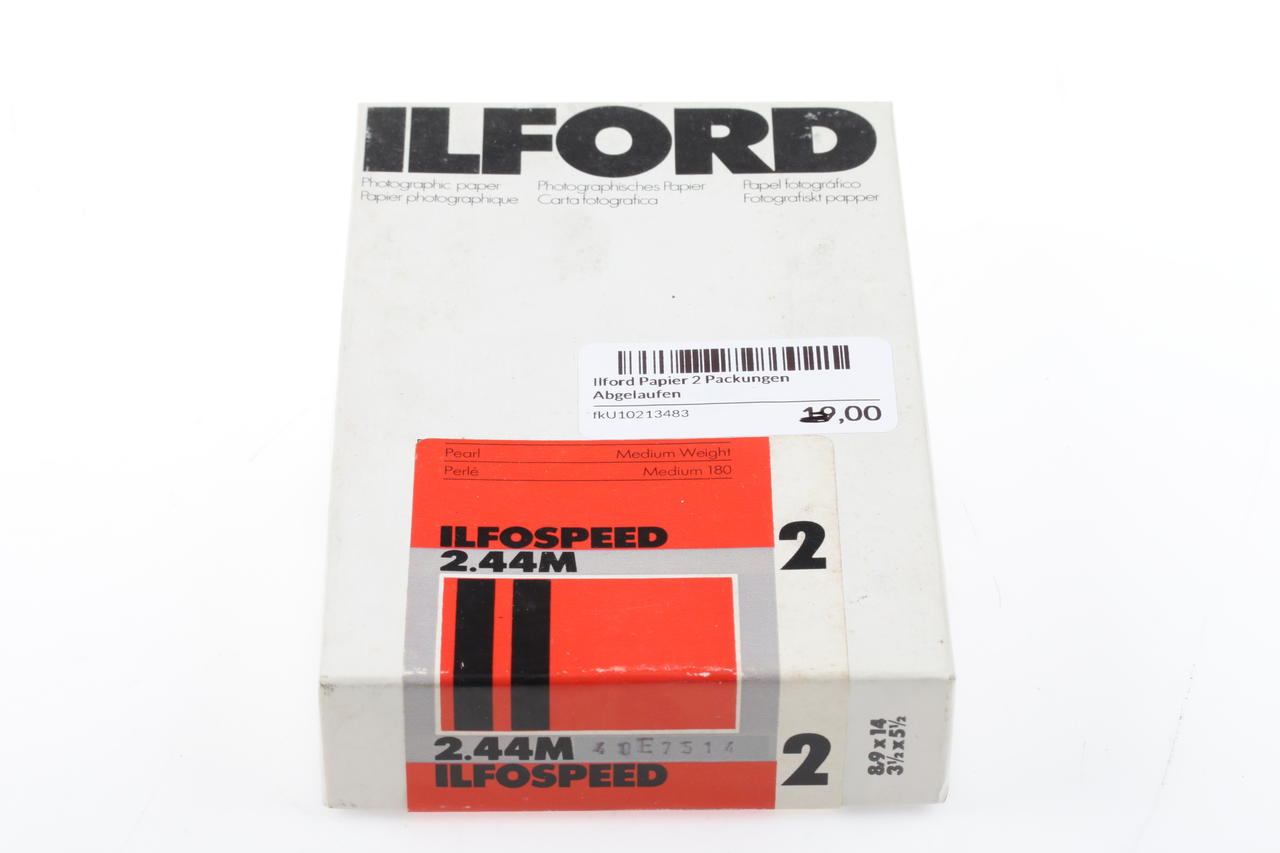 ILFORD
Photographic paper Photographisches Papier Papel fotográfico
Papier photographique Carta fotografica Fotografiskt papper
Ilford Papier 2 Packungen
Abgelaufen
fkU10213483 19,00
Pearl Medium Weight
Perlé Medium 180
ILFOSPEED
2.44M 2
2.44M 40E7514 2
ILFOSPEED
8,9 x 14
3½ x 5½